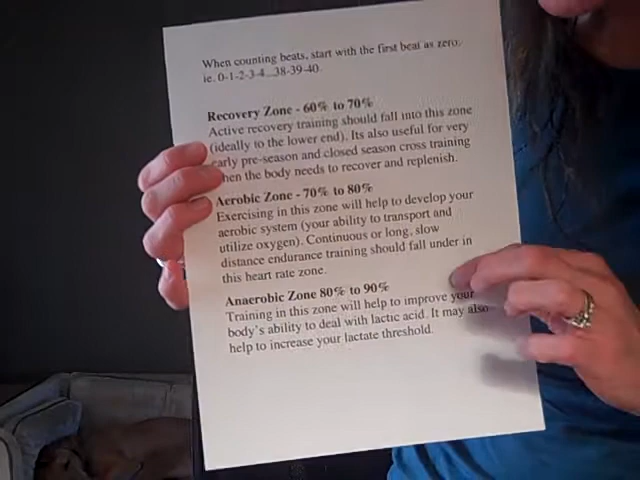 When counting beats, start with the first beat as zero.
ie. 0-1-2-3-4...38-39-40.
Recovery Zone - 60% to 70%
Active recovery training should fall into this zone
(ideally to the lower end). Its also useful for very
early pre-season and closed season cross training
when the body needs to recover and replenish.
Aerobic Zone - 70% to 80%
Exercising in this zone will help to develop your
aerobic system (your ability to transport and
utilize oxygen). Continuous or long, slow
distance endurance training should fall under in
this heart rate zone.
Anaerobic Zone 80% to 90%
Training in this zone will help to improve your
body's ability to deal with lactic acid. It may also
help to increase your lactate threshold.